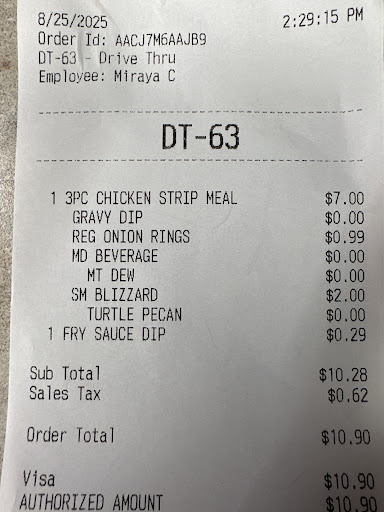 8/25/2025 2:29:15 PM
Order Id: AACJ7M6AAJB9
DT-63 - Drive Thru
Employee: Miraya C
DT-63
1 3PC CHICKEN STRIP MEAL $7.00
GRAVY DIP $0.00
REG ONION RINGS $0.99
MD BEVERAGE $0.00
MT DEW $0.00
SM BLIZZARD $2.00
TURTLE PECAN $0.00
1 FRY SAUCE DIP $0.29
Sub Total $10.28
Sales Tax $0.62
Order Total $10.90
Visa $10.90
AUTHORIZED AMOUNT $10.90